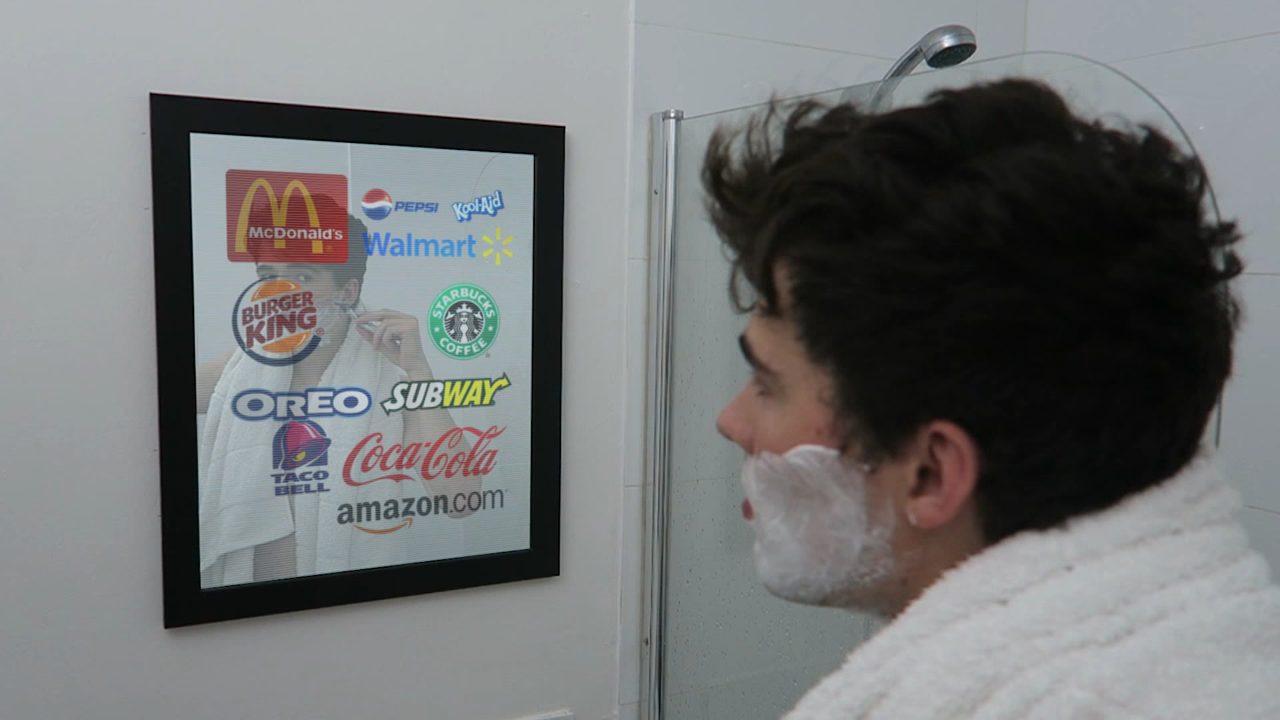 McDonald's
PEPSI
Kool-Aid
Walmart
BURGER
KING
STARBUCKS
COFFEE
OREO
SUBWAY
TACO
BELL
Coca-Cola
amazon.com